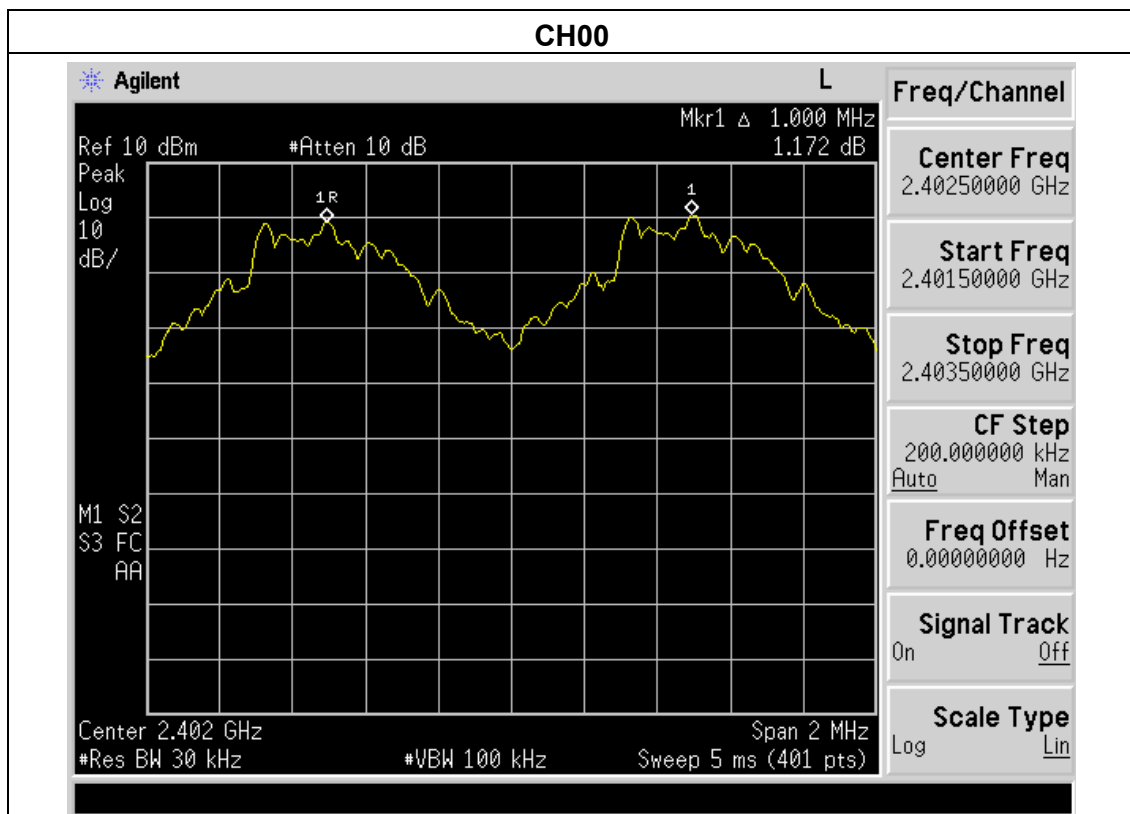 CH00
Agilent
L
Freq/Channel
Mkr1 Δ 1.000 MHz
Ref 10 dBm #Atten 10 dB 1.172 dB
Peak
Log
10
dB/
1R
1
Center Freq
2.40250000 GHz
Start Freq
2.40150000 GHz
Stop Freq
2.40350000 GHz
CF Step
200.000000 kHz
Auto Man
M1 S2
S3 FC
AA
Freq Offset
0.00000000 Hz
Signal Track
On Off
Scale Type
Log Lin
Center 2.402 GHz Span 2 MHz
#Res BW 30 kHz #VBW 100 kHz Sweep 5 ms (401 pts)